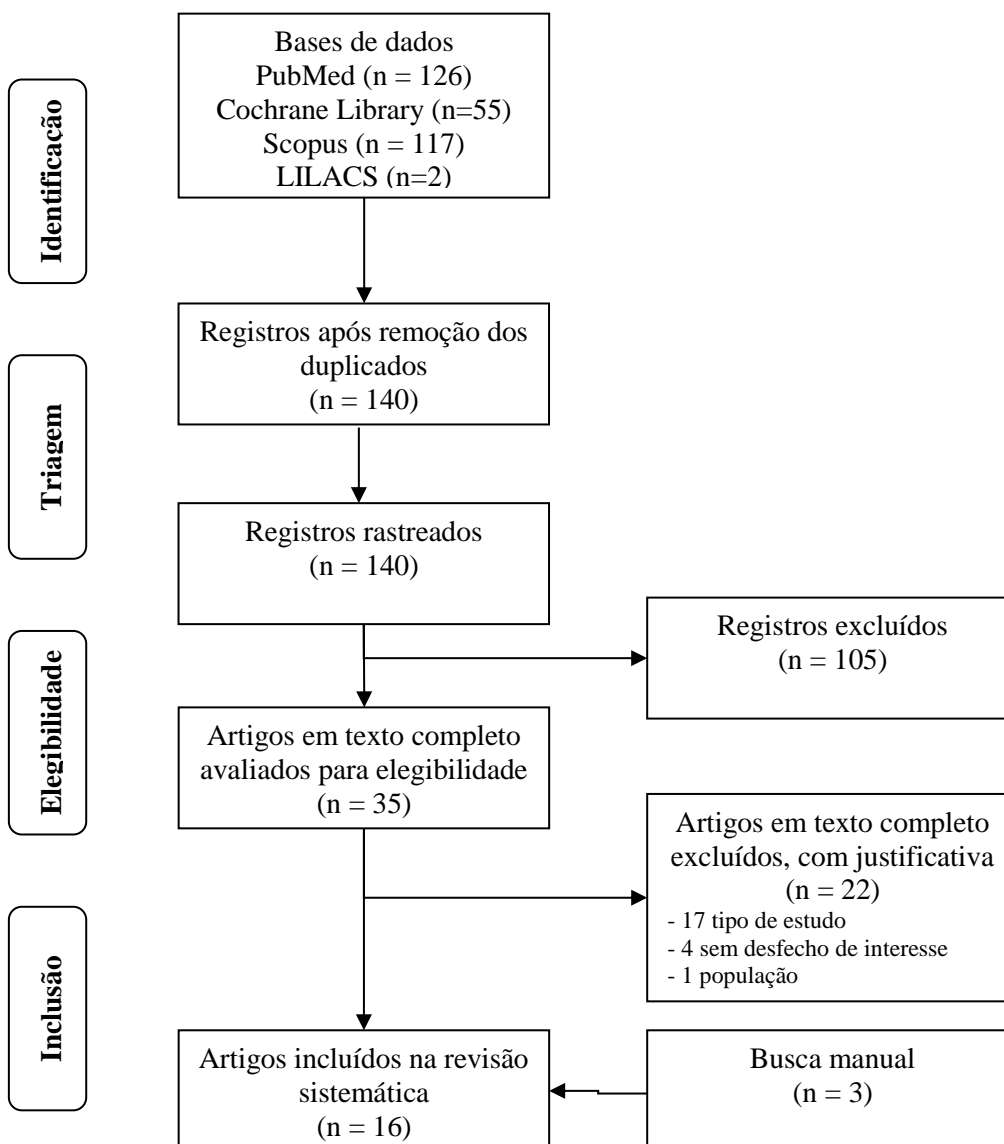 Identificação
Bases de dados
PubMed (n = 126)
Cochrane Library (n=55)
Scopus (n = 117)
LILACS (n=2)
Triagem
Registros após remoção dos
duplicados
(n = 140)
Registros rastreados
(n = 140)
Registros excluídos
(n = 105)
Elegibilidade
Artigos em texto completo
avaliados para elegibilidade
(n = 35)
Artigos em texto completo
excluídos, com justificativa
(n = 22)
- 17 tipo de estudo
- 4 sem desfecho de interesse
- 1 população
Inclusão
Artigos incluídos na revisão
sistemática
(n = 16)
Busca manual
(n = 3)